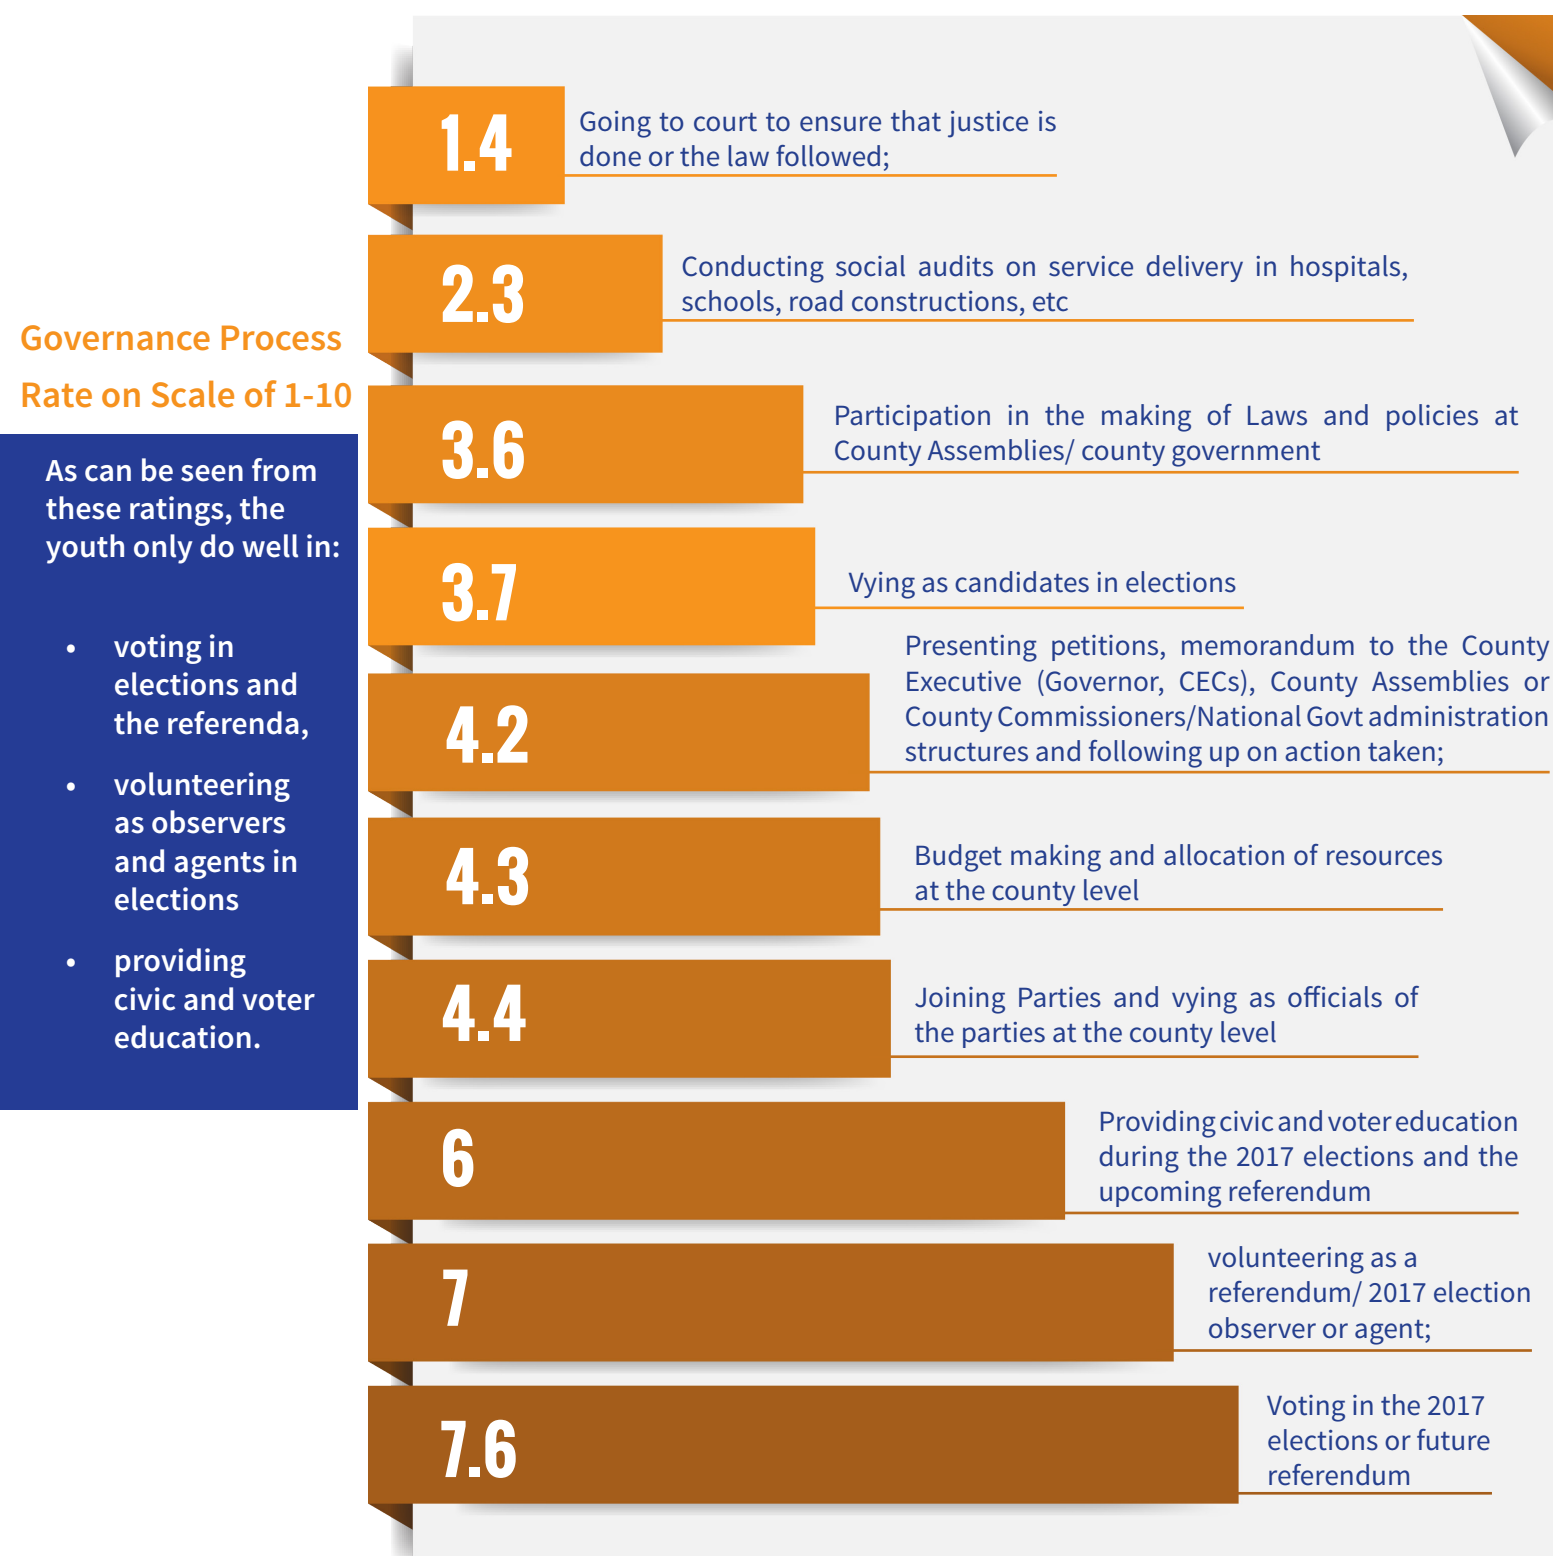 Governance Process
Rate on Scale of 1-10
As can be seen from
these ratings, the
youth only do well in:
• voting in
elections and
the referenda,
• volunteering
as observers
and agents in
elections
• providing
civic and voter
education.
1.4
Going to court to ensure that justice is
done or the law followed;
2.3
Conducting social audits on service delivery in hospitals,
schools, road constructions, etc
3.6
Participation in the making of Laws and policies at
County Assemblies/ county government
3.7
Vying as candidates in elections
4.2
Presenting petitions, memorandum to the County
Executive (Governor, CECs), County Assemblies or
County Commissioners/National Govt administration
structures and following up on action taken;
4.3
Budget making and allocation of resources
at the county level
4.4
Joining Parties and vying as officials of
the parties at the county level
6
Providing civic and voter education
during the 2017 elections and the
upcoming referendum
7
volunteering as a
referendum/ 2017 election
observer or agent;
7.6
Voting in the 2017
elections or future
referendum